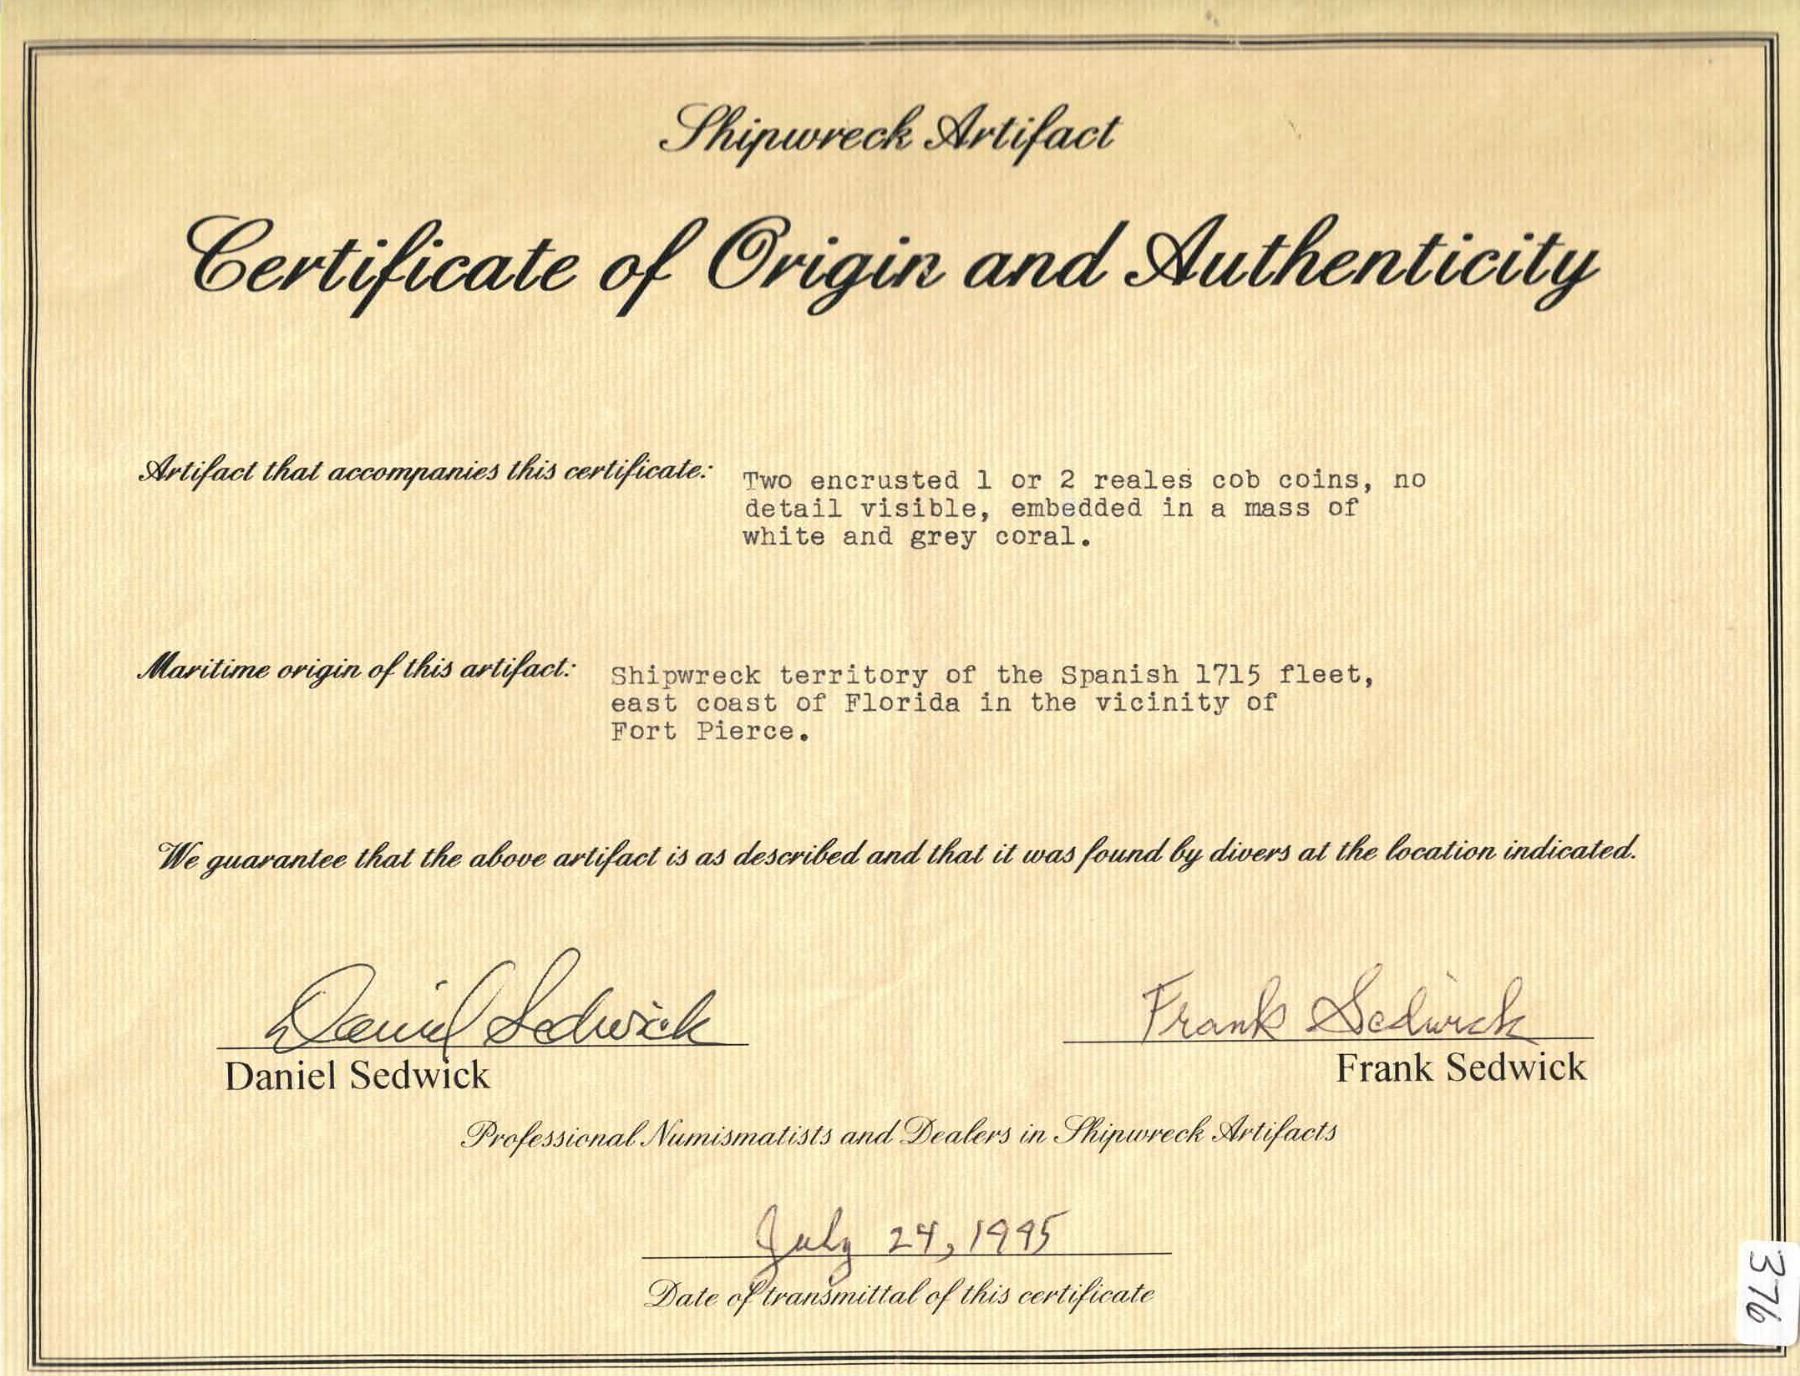 Shipwreck Artifact
Certificate of Origin and Authenticity
Artifact that accompanies this certificate: Two encrusted 1 or 2 reales cob coins, no
detail visible, embedded in a mass of
white and grey coral.
Maritime origin of this artifact: Shipwreck territory of the Spanish 1715 fleet,
east coast of Florida in the vicinity of
Fort Pierce.
We guarantee that the above artifact is as described and that it was found by divers at the location indicated.
Daniel Sedwick Frank Sedwick
Daniel Sedwick Frank Sedwick
Professional Numismatists and Dealers in Shipwreck Artifacts
July 24, 1995
Date of transmittal of this certificate
376